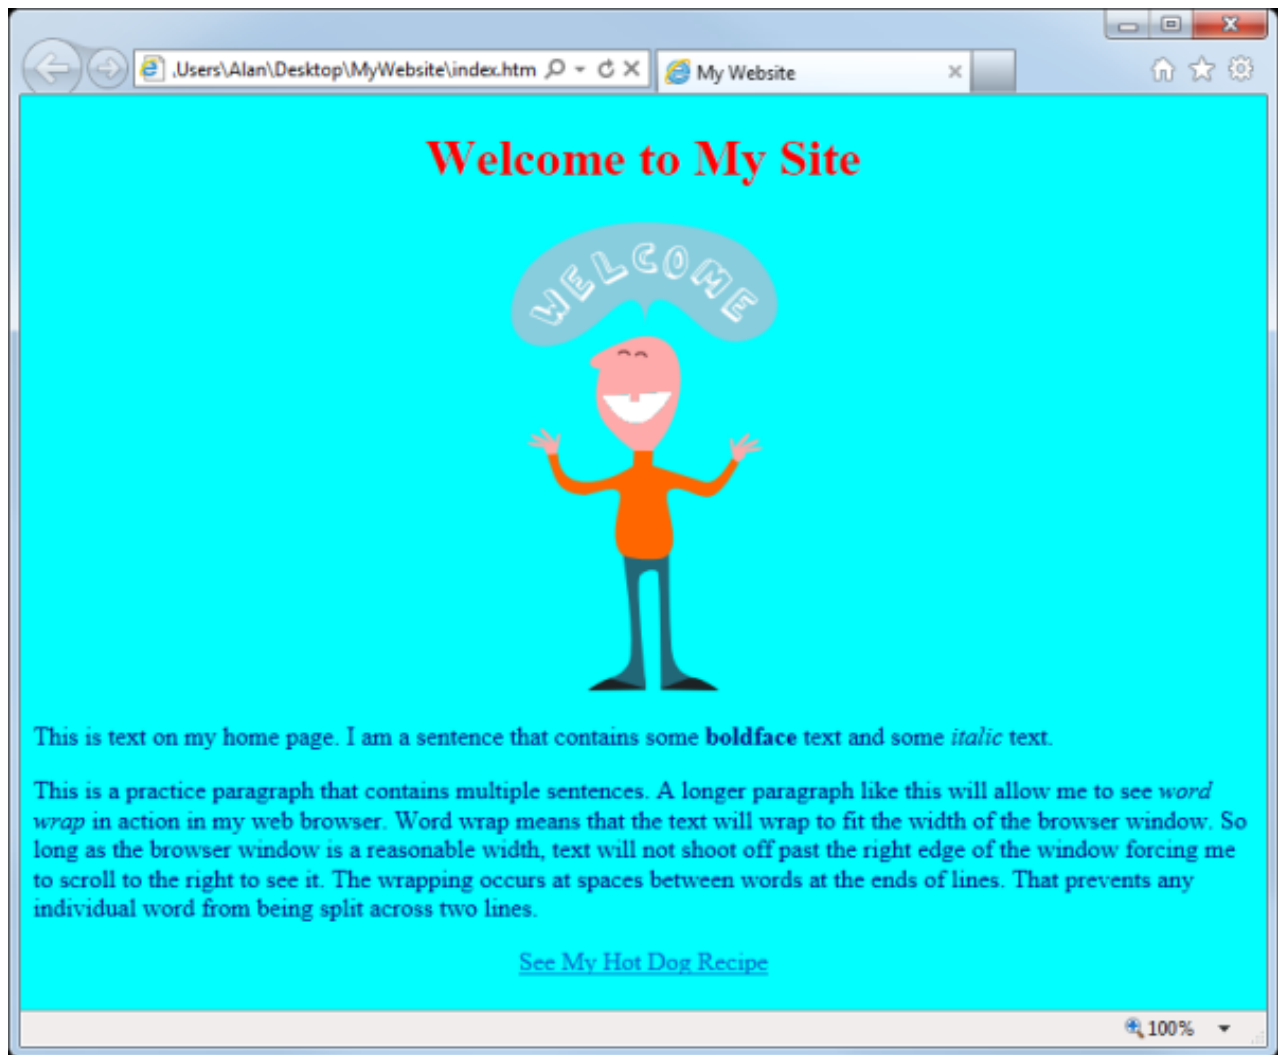 .Users\Alan\Desktop\MyWebsite\index.htm
My Website
Welcome to My Site
WELCOME
This is text on my home page. I am a sentence that contains some boldface text and some italic text.
This is a practice paragraph that contains multiple sentences. A longer paragraph like this will allow me to see word
wrap in action in my web browser. Word wrap means that the text will wrap to fit the width of the browser window. So
long as the browser window is a reasonable width, text will not shoot off past the right edge of the window forcing me
to scroll to the right to see it. The wrapping occurs at spaces between words at the ends of lines. That prevents any
individual word from being split across two lines.
See My Hot Dog Recipe
100%